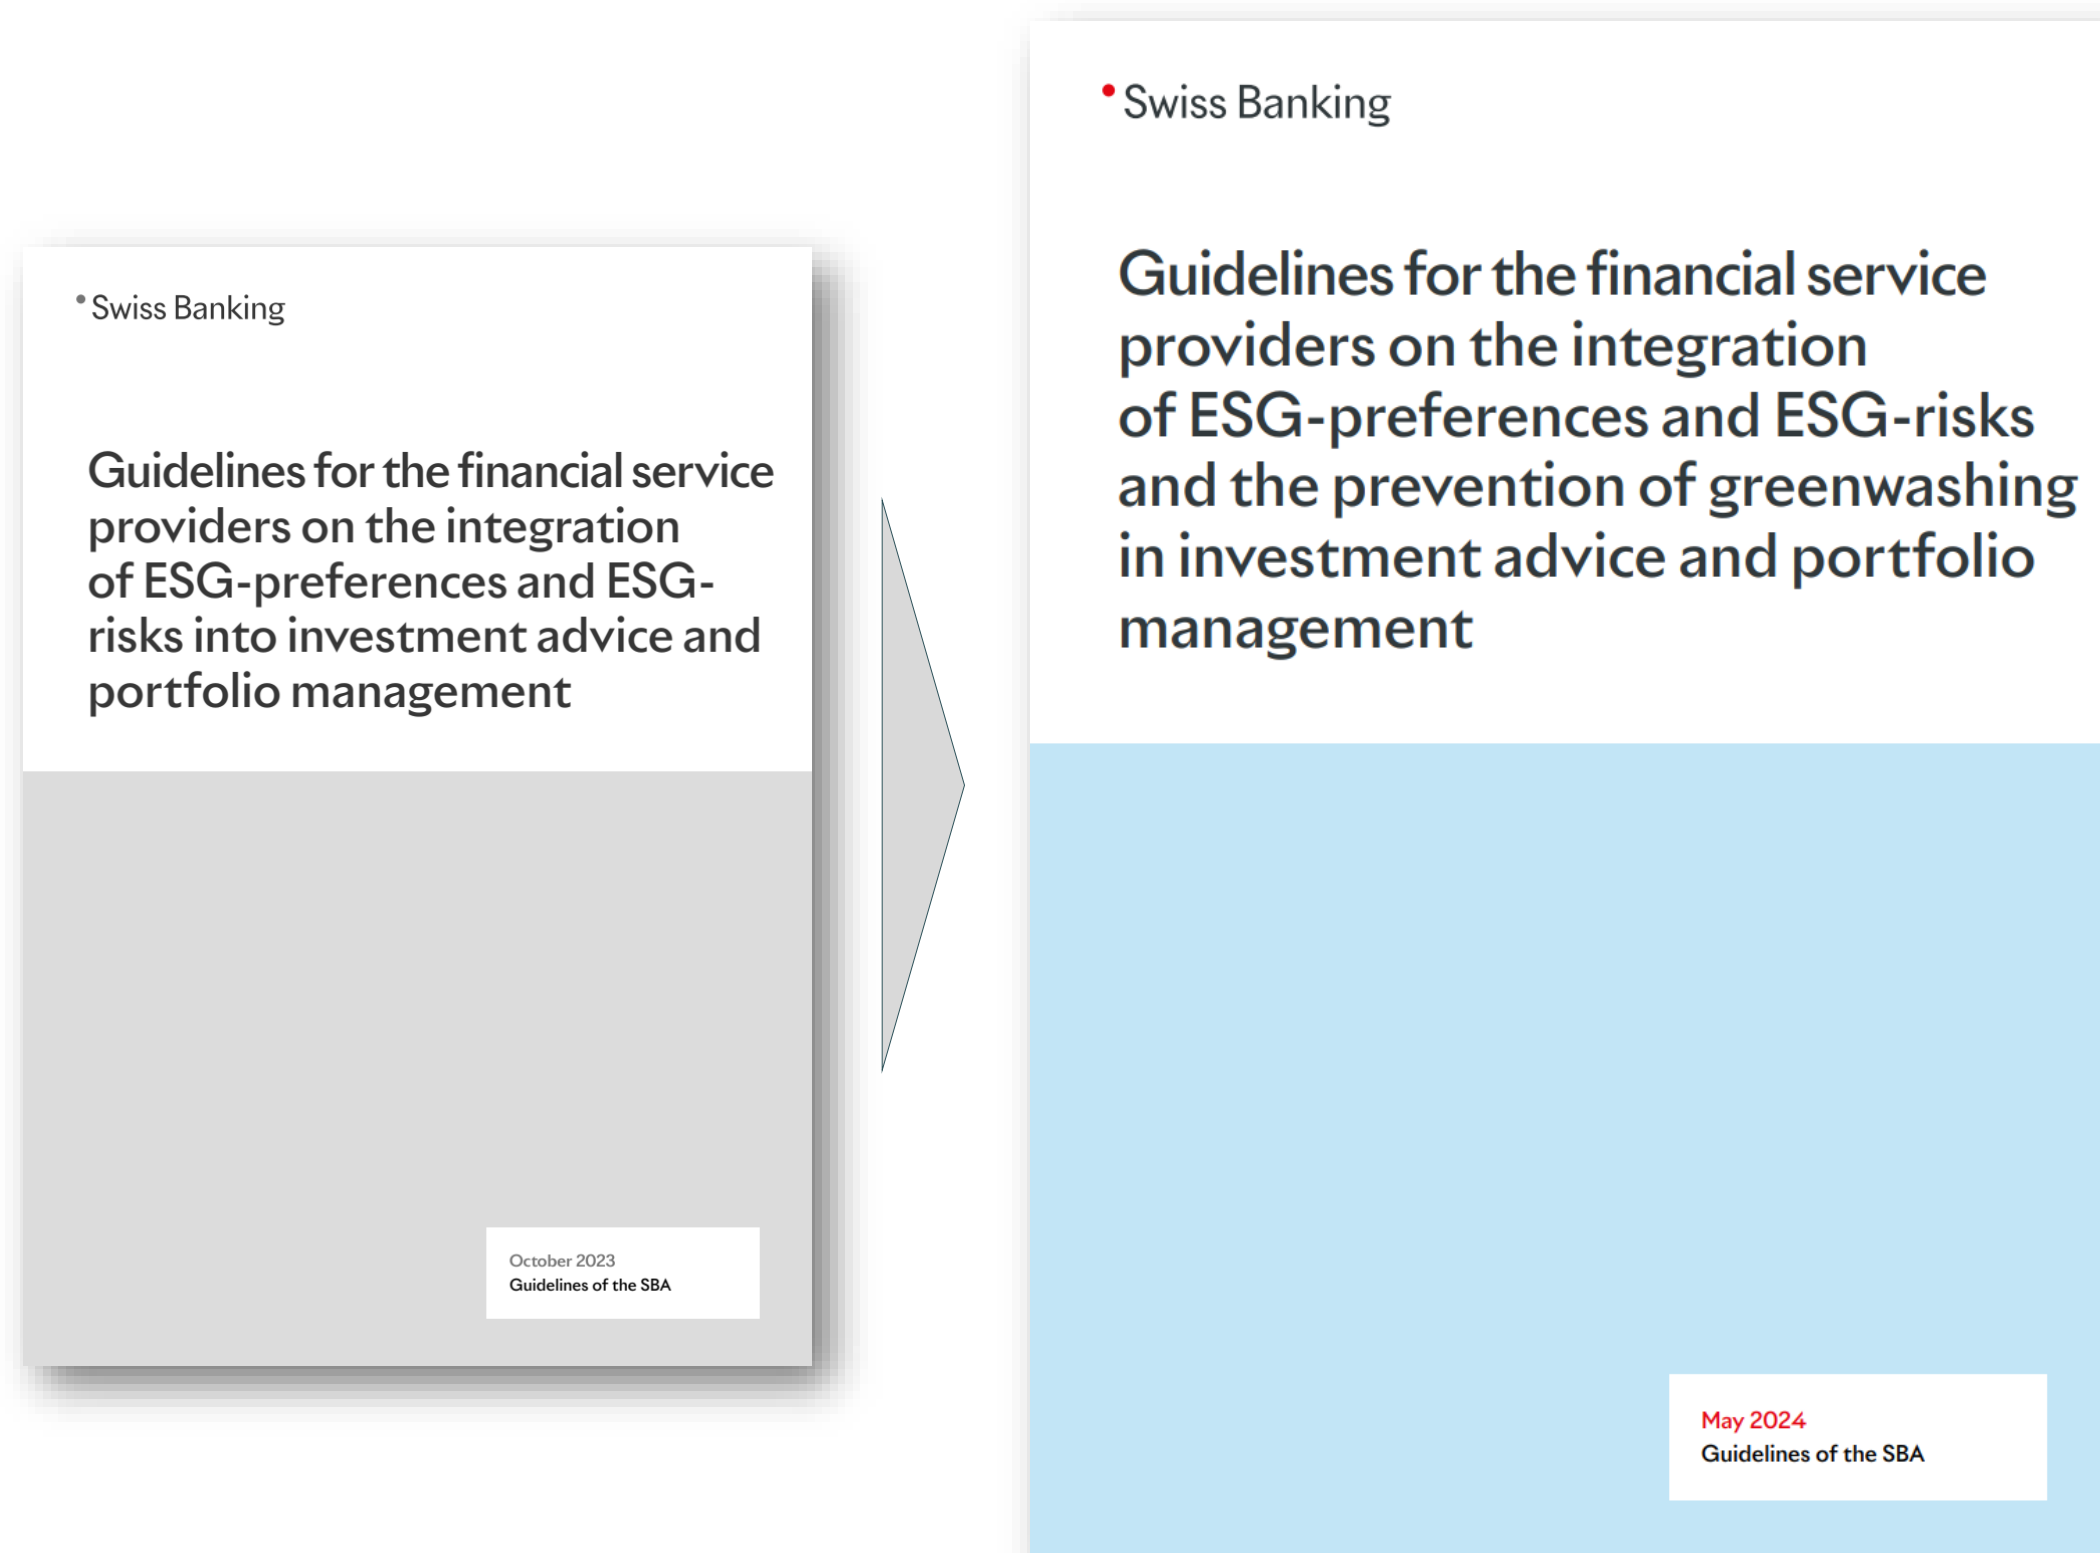 Swiss Banking
Guidelines for the financial service
providers on the integration
of ESG-preferences and ESG-
risks into investment advice and
portfolio management
October 2023
Guidelines of the SBA
Swiss Banking
Guidelines for the financial service
providers on the integration
of ESG-preferences and ESG-risks
and the prevention of greenwashing
in investment advice and portfolio
management
May 2024
Guidelines of the SBA